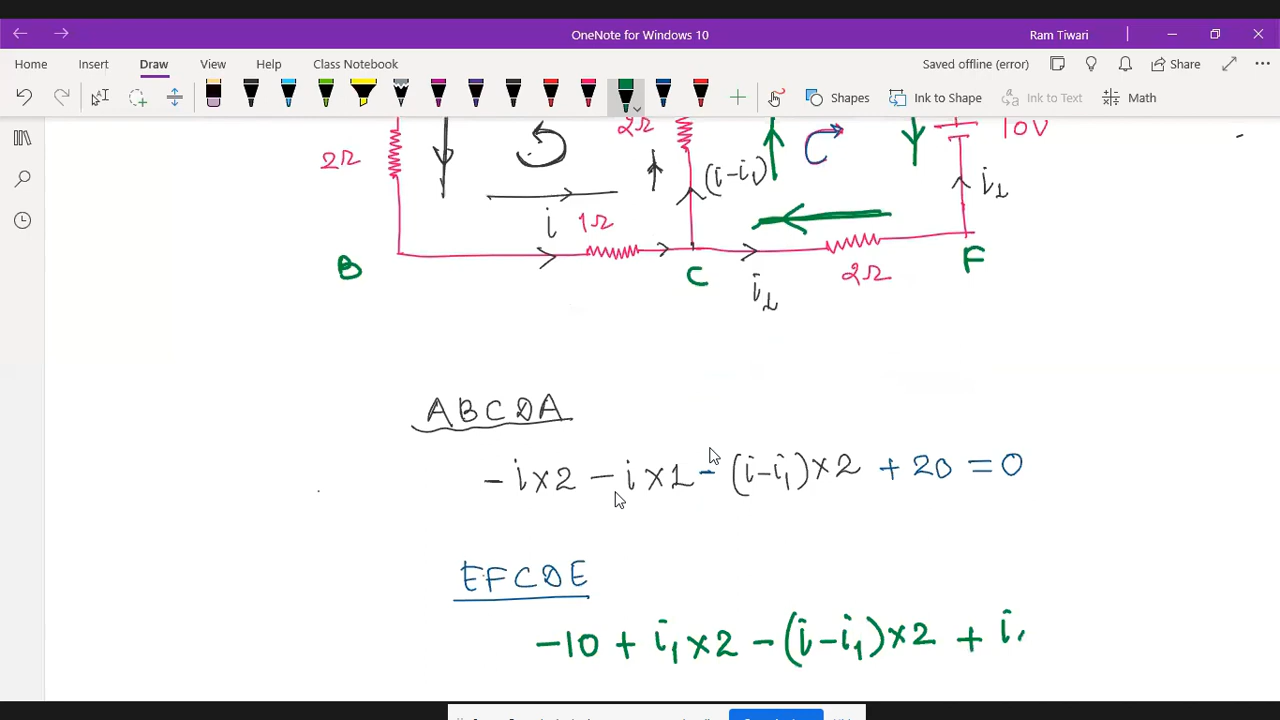 OneNote for Windows 10
Ram Tiwari
Home Insert Draw View Help Class Notebook
Saved offline (error) Share
Shapes Ink to Shape Ink to Text Math
2Ω
10V
2Ω
(i-i₁)
i₁
i 1Ω
B C F
i₁ 2Ω
ABCDA
-i×2 -i×1 -(i-i₁)×2 +20 =0
EFCDE
-10 + i₁×2 -(i-i₁)×2 + i